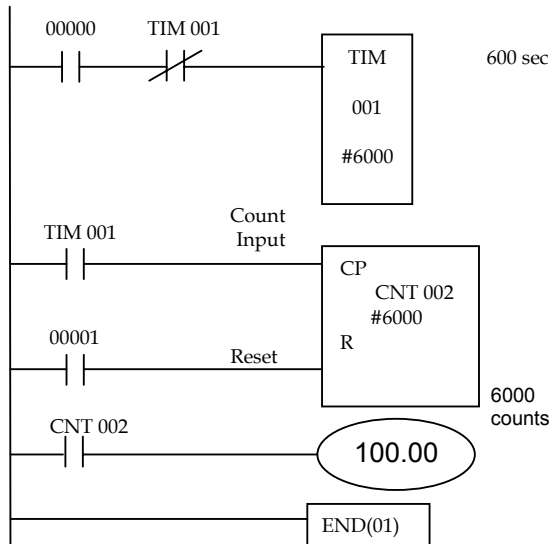 00000 TIM 001
TIM 600 sec
001
#6000
Count
Input
TIM 001
CP
CNT 002
#6000
00001
R
Reset
6000
counts
CNT 002
100.00
END(01)